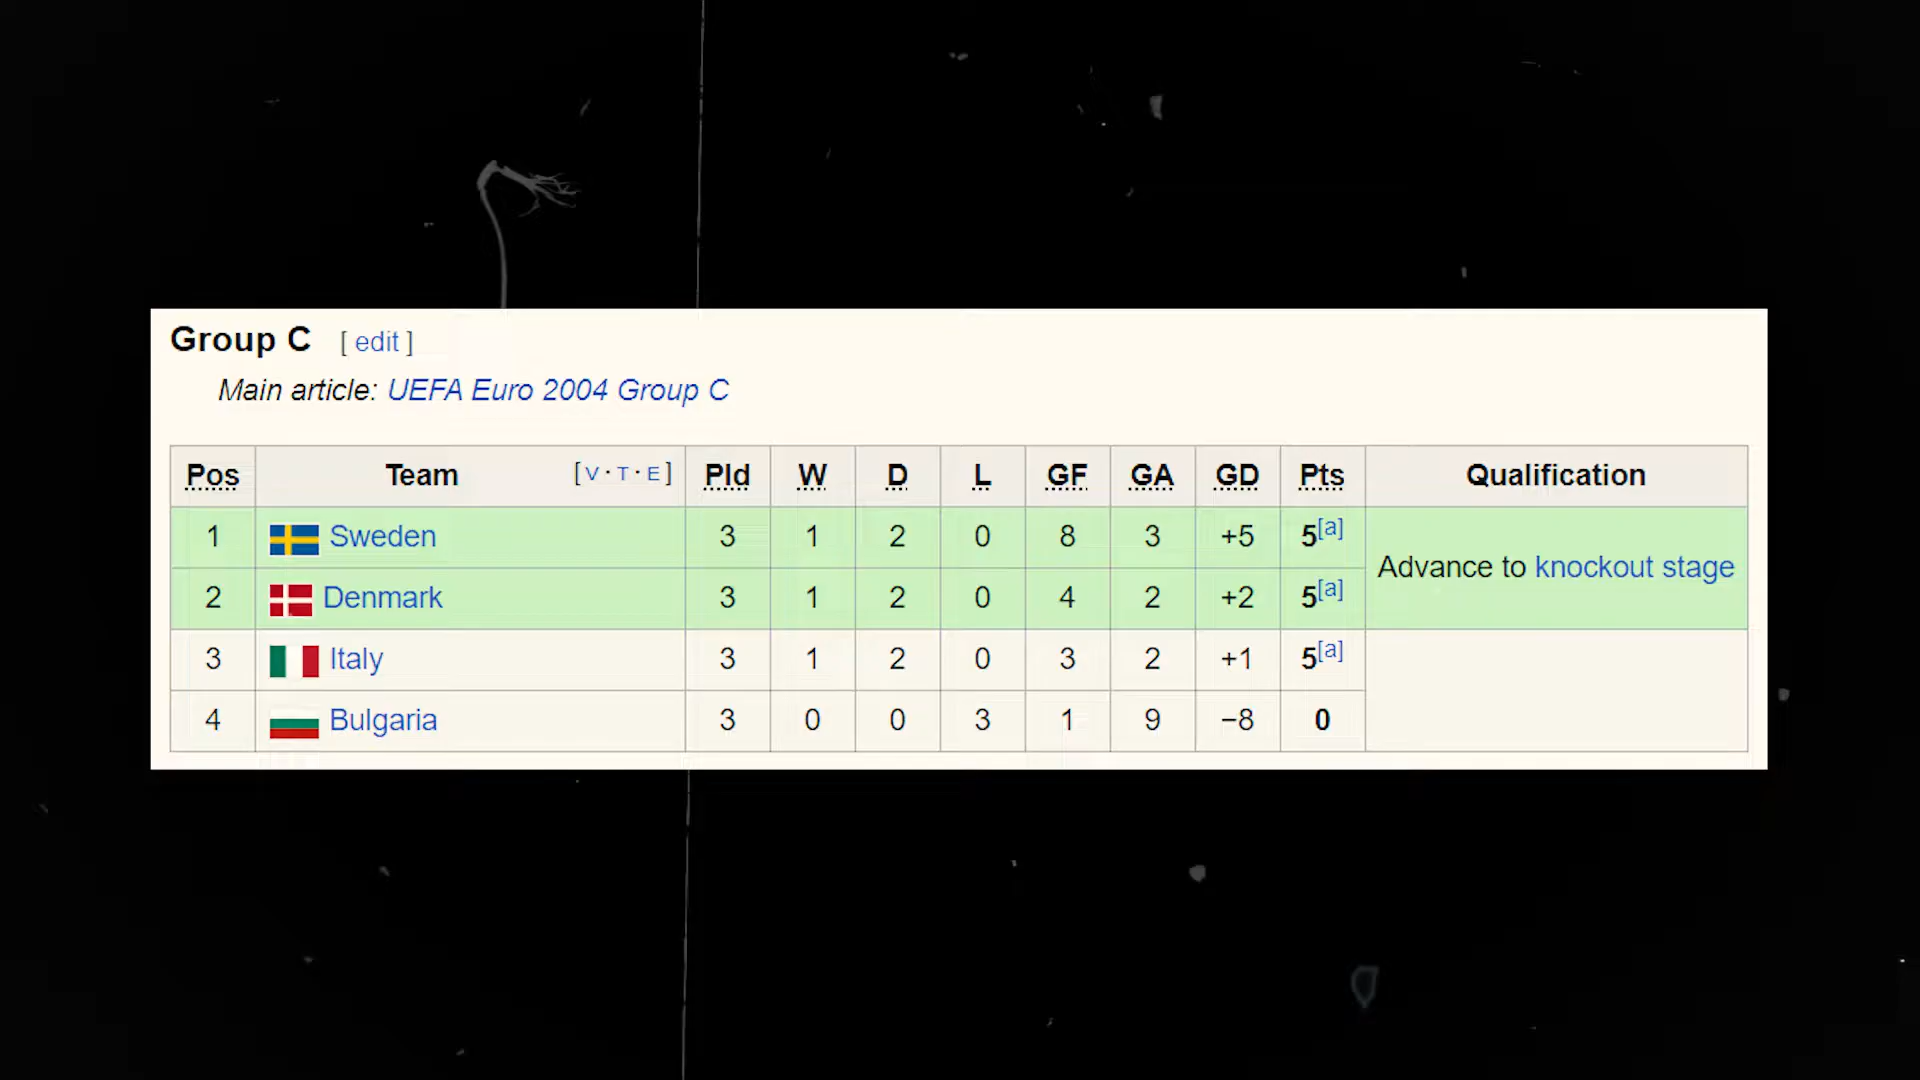 Group C [ edit ]
Main article: UEFA Euro 2004 Group C
Pos Team [ V · T · E ] Pld W D L GF GA GD Pts Qualification
1 Sweden 3 1 2 0 8 3 +5 5[a] Advance to knockout stage
2 Denmark 3 1 2 0 4 2 +2 5[a]
3 Italy 3 1 2 0 3 2 +1 5[a]
4 Bulgaria 3 0 0 3 1 9 −8 0